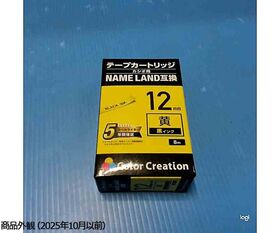 テープカートリッジ
カシオ用
NAME LAND互換
12mm
黄
黒インク
8m
5
Color Creation
商品外観（2025年10月以前）
logi